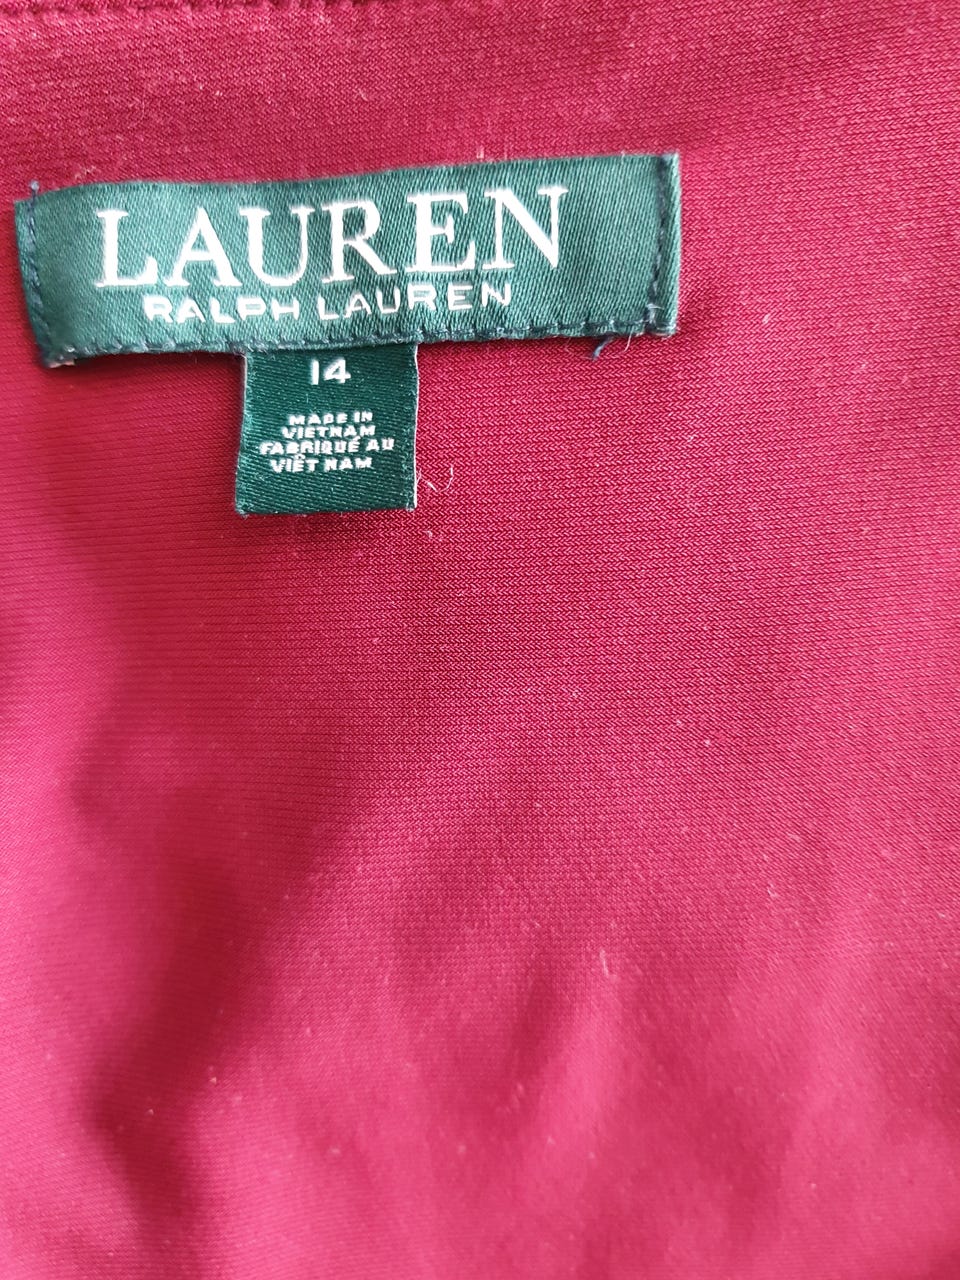 LAUREN
RALPH LAUREN
14
MADE IN
VIETNAM
FABRIQUÉ AU
VIÊT NAM